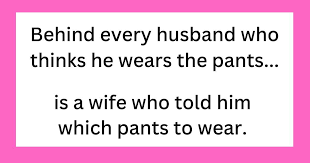 Behind every husband who
thinks he wears the pants...
is a wife who told him
which pants to wear.